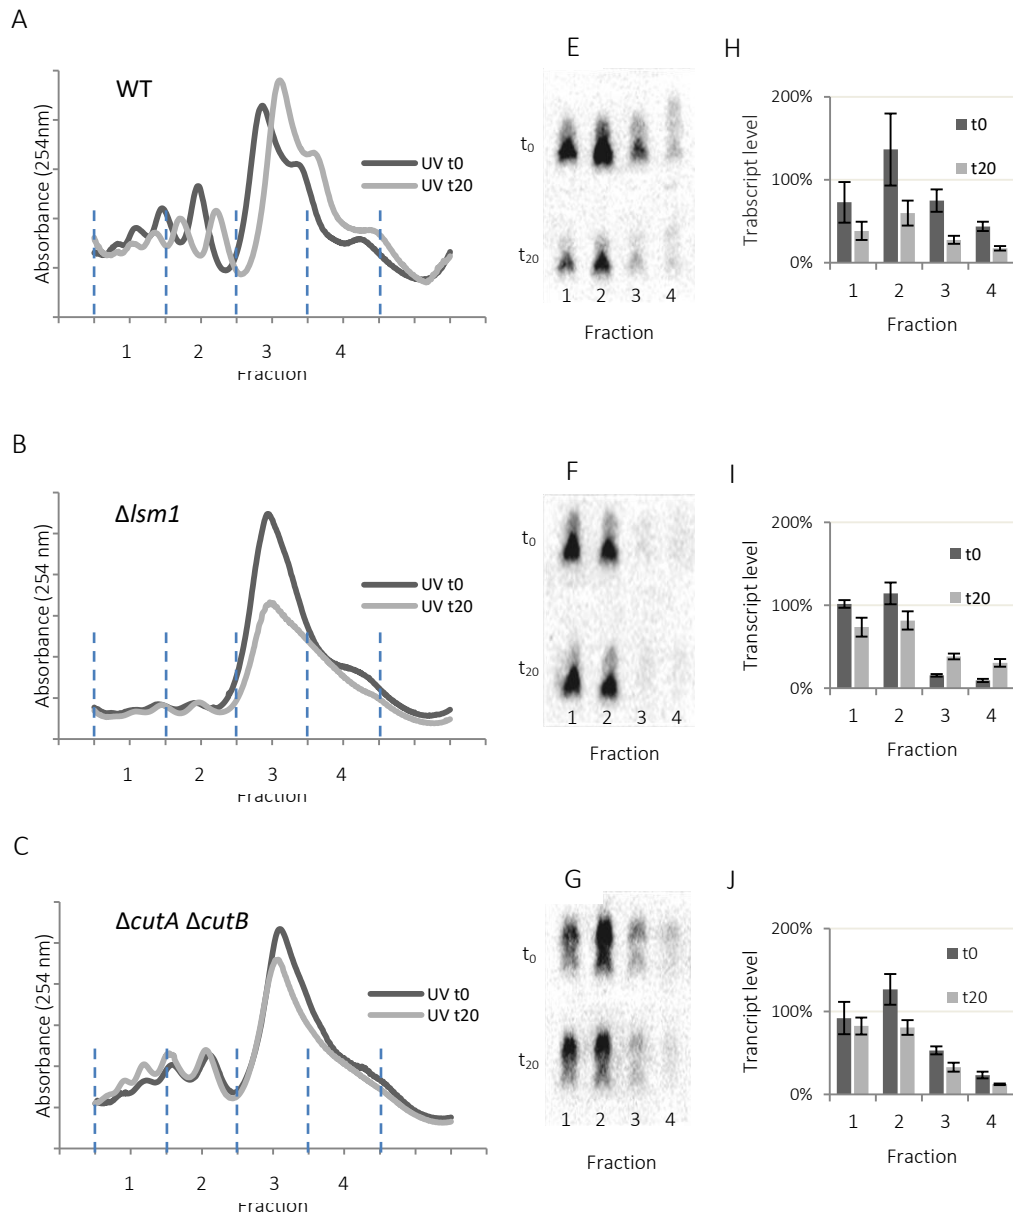 A
WT
Absorbance (254nm)
UV t0
UV t20
1 2 3 4
Fraction
E
t0
t20
1 2 3 4
Fraction
H
Trabscript level
200%
100%
0%
t0
t20
1 2 3 4
Fraction
B
Δlsm1
Absorbance (254 nm)
UV t0
UV t20
1 2 3 4
Fraction
F
t0
t20
1 2 3 4
Fraction
I
Transcript level
200%
100%
0%
t0
t20
1 2 3 4
Fraction
C
ΔcutA ΔcutB
Absorbance (254 nm)
UV t0
UV t20
1 2 3 4
Fraction
G
t0
t20
1 2 3 4
Fraction
J
Trancript level
200%
100%
0%
t0
t20
1 2 3 4
Fraction